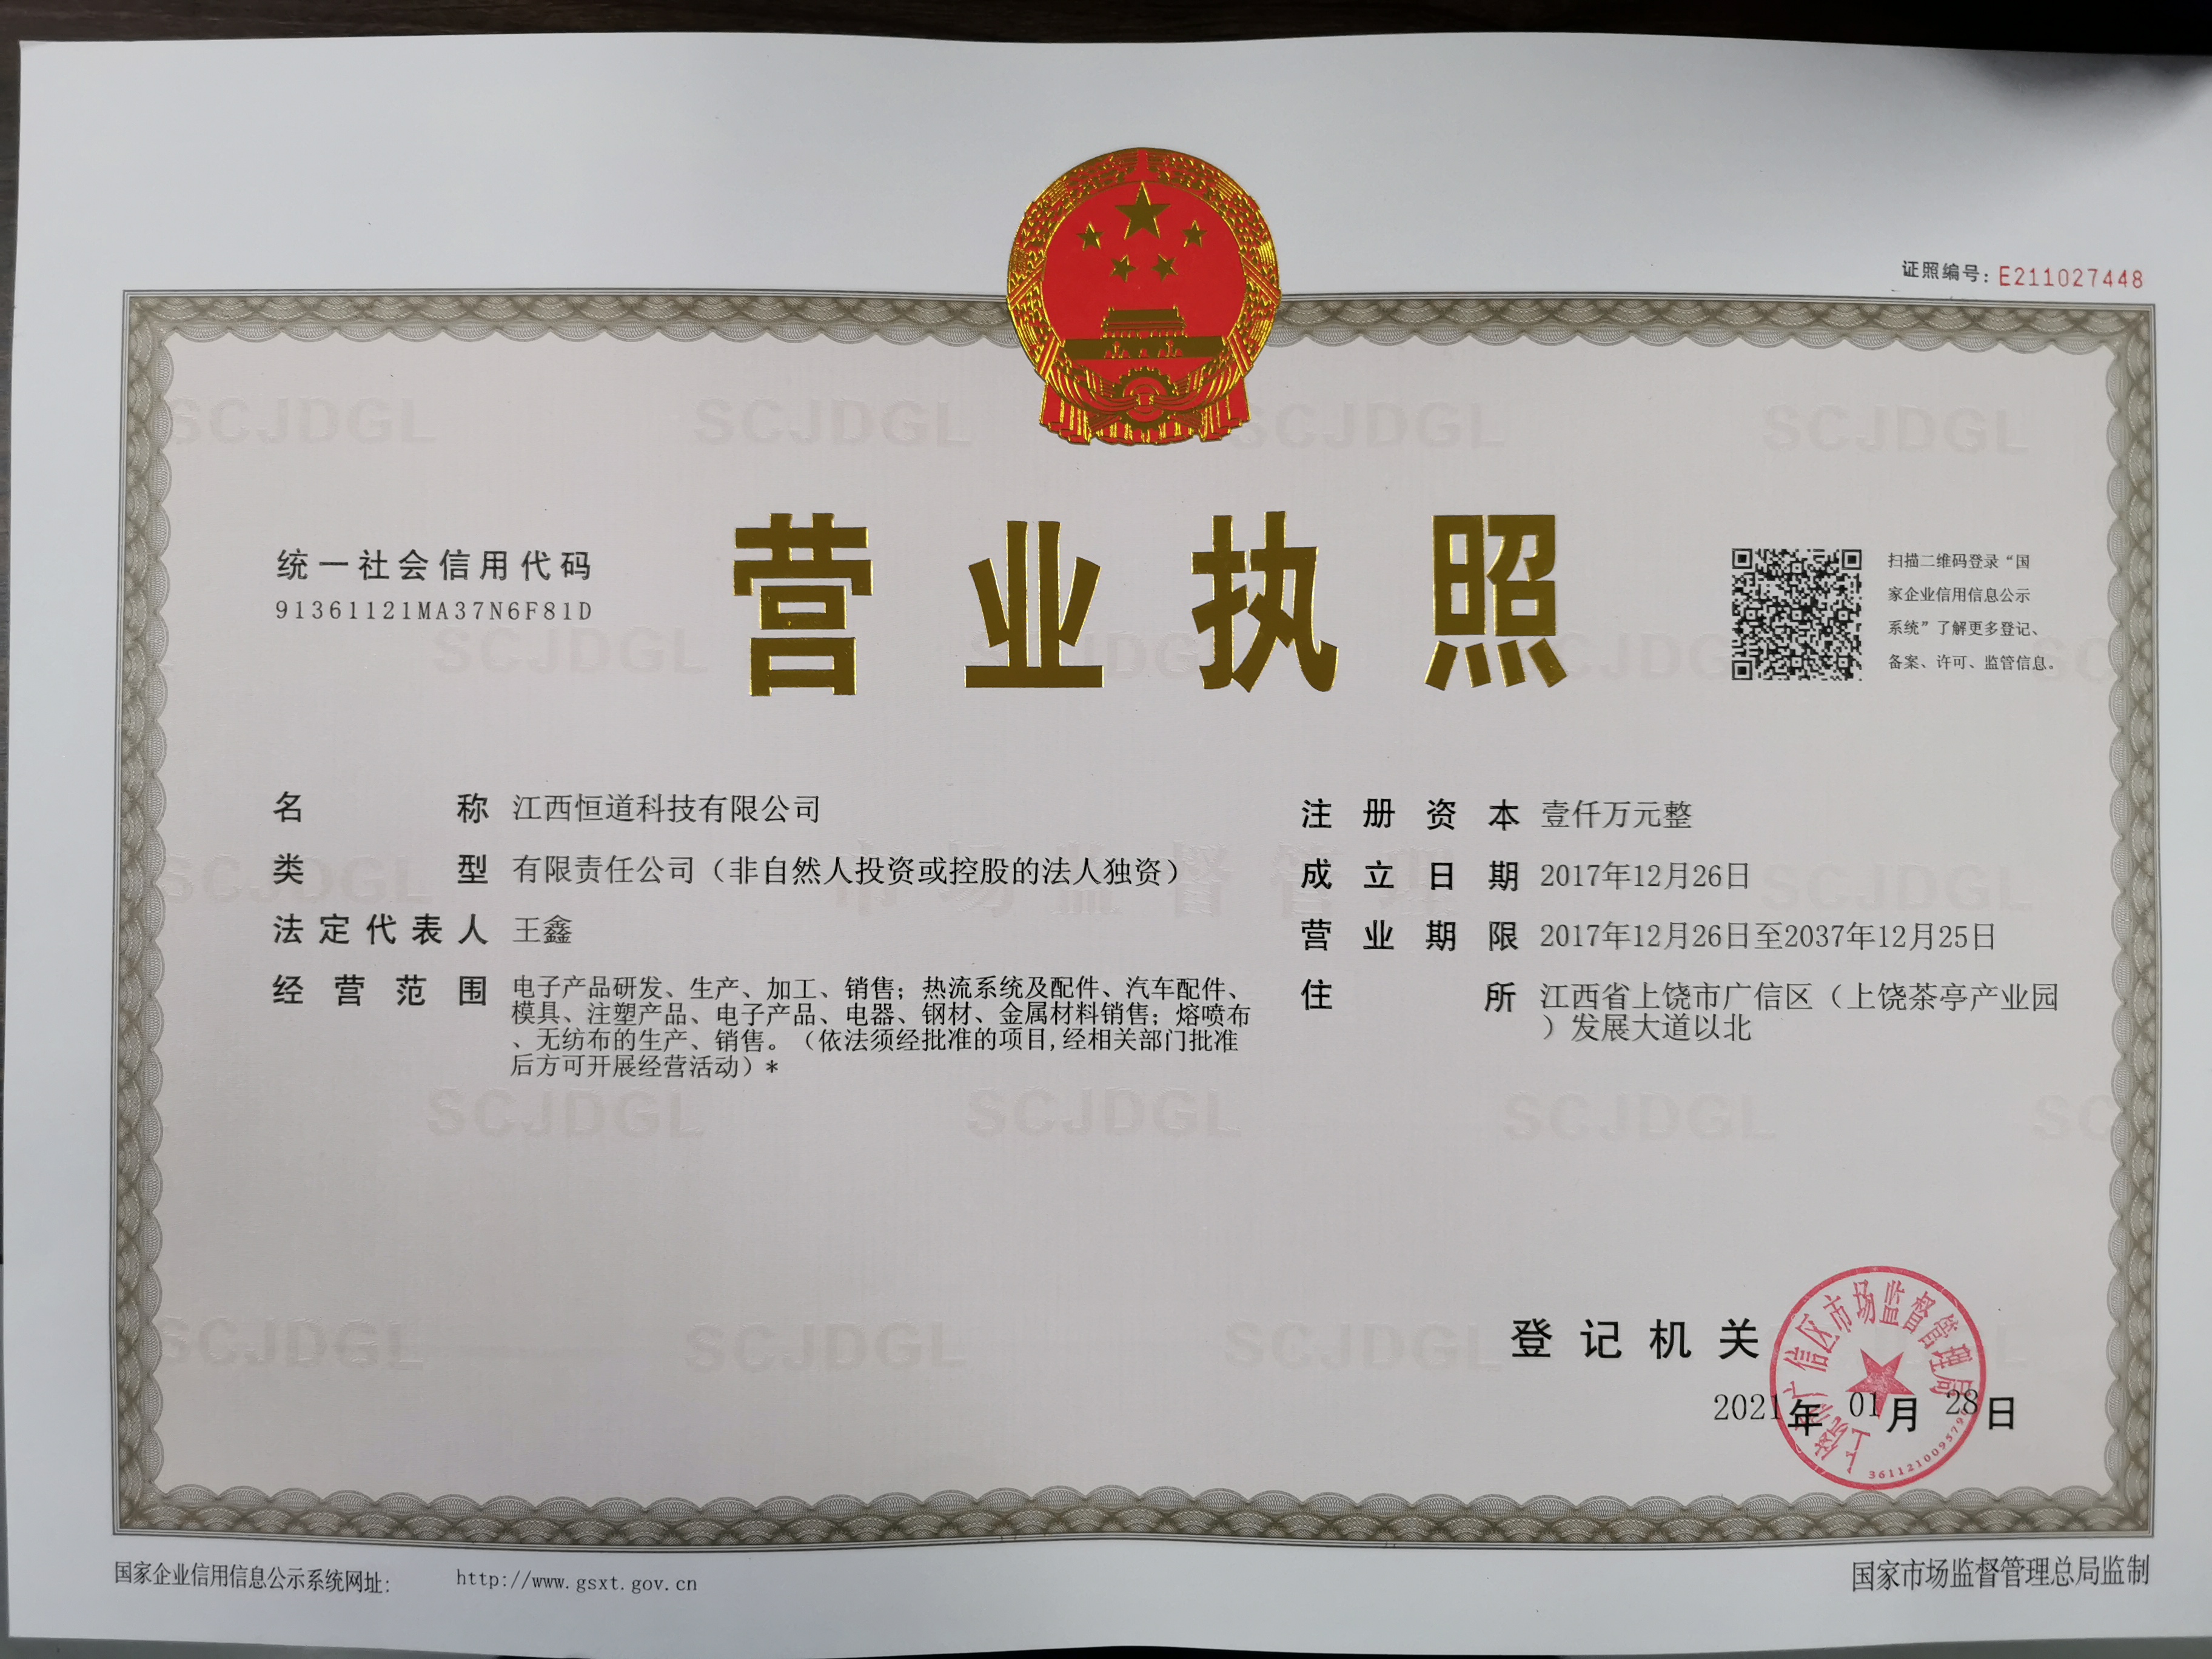 证照编号：E211027448
营业执照
统一社会信用代码
91361121MA37N6F81D
扫描二维码登录“国
家企业信用信息公示
系统”了解更多登记、
备案、许可、监管信息。
名称 江西恒道科技有限公司
类型 有限责任公司（非自然人投资或控股的法人独资）
法定代表人 王鑫
经营范围 电子产品研发、生产、加工、销售；热流系统及配件、汽车配件、
模具、注塑产品、电子产品、电器、钢材、金属材料销售；熔喷布
、无纺布的生产、销售。（依法须经批准的项目,经相关部门批准
后方可开展经营活动）*
注册资本 壹仟万元整
成立日期 2017年12月26日
营业期限 2017年12月26日至2037年12月25日
住所 江西省上饶市广信区（上饶茶亭产业园
）发展大道以北
登记机关
上饶市广信区市场监督管理局
2021年01月28日
国家企业信用信息公示系统网址：
http://www.gsxt.gov.cn
国家市场监督管理总局监制
SCJDGL
市场监督管理